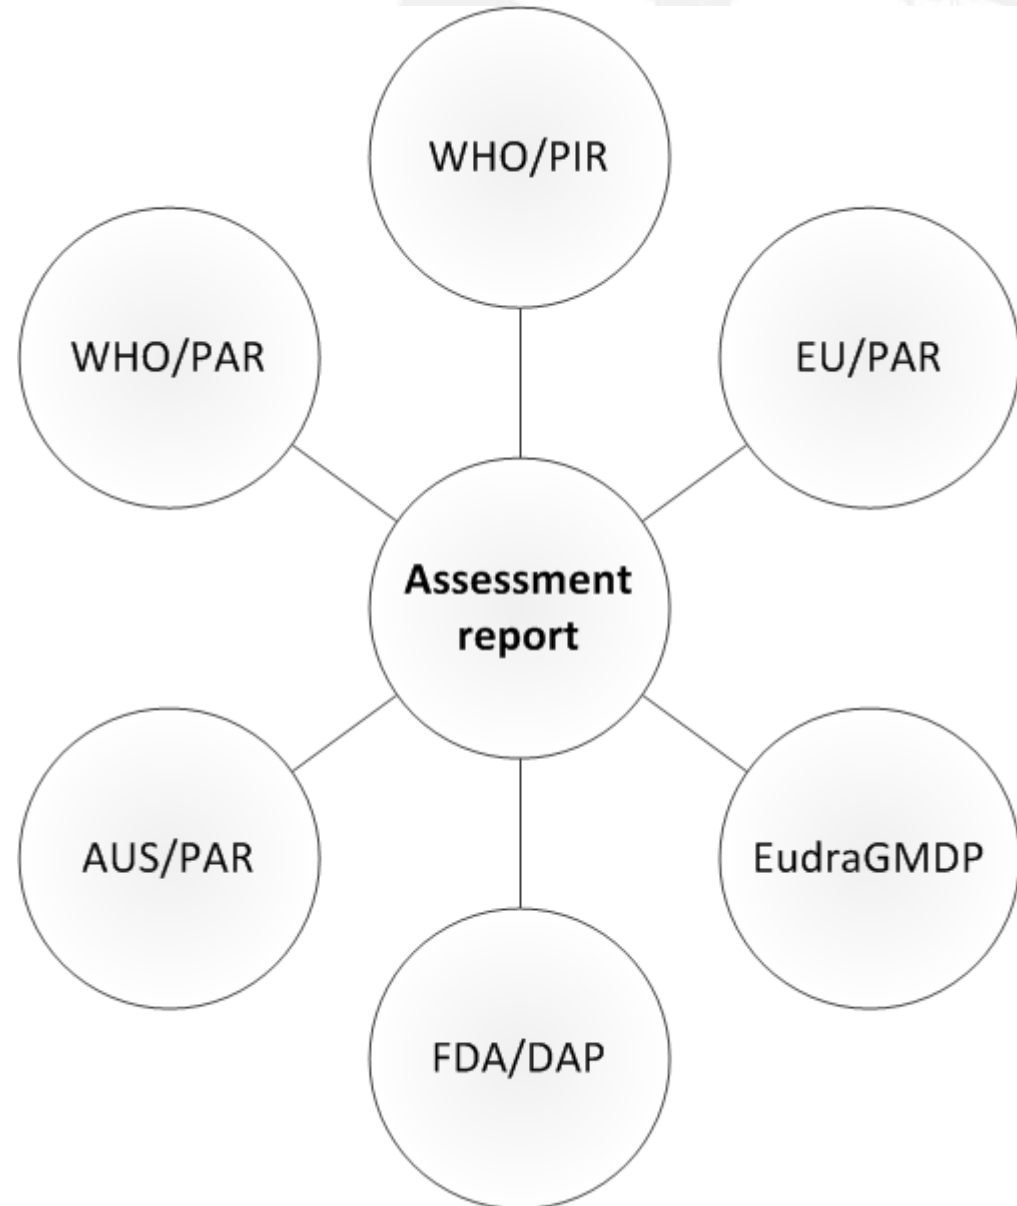 WHO/PIR
WHO/PAR
EU/PAR
Assessment
report
AUS/PAR
EudraGMDP
FDA/DAP